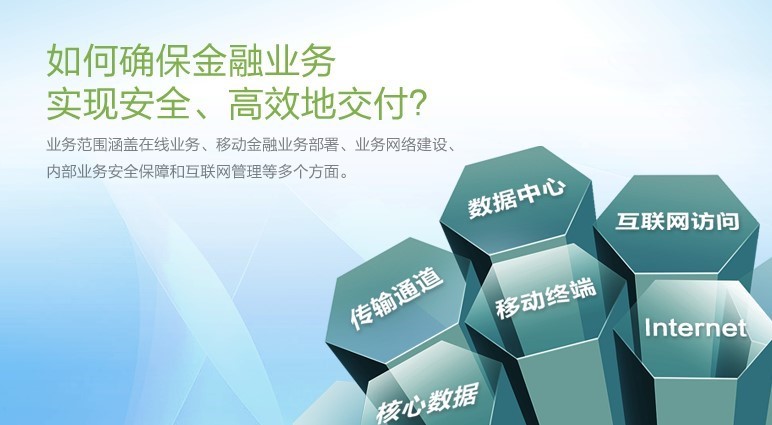 如何确保金融业务
实现安全、高效地交付?
业务范围涵盖在线业务、移动金融业务部署、业务网络建设、
内部业务安全保障和互联网管理等多个方面。
数据中心
互联网访问
传输通道
移动终端
Internet
核心数据